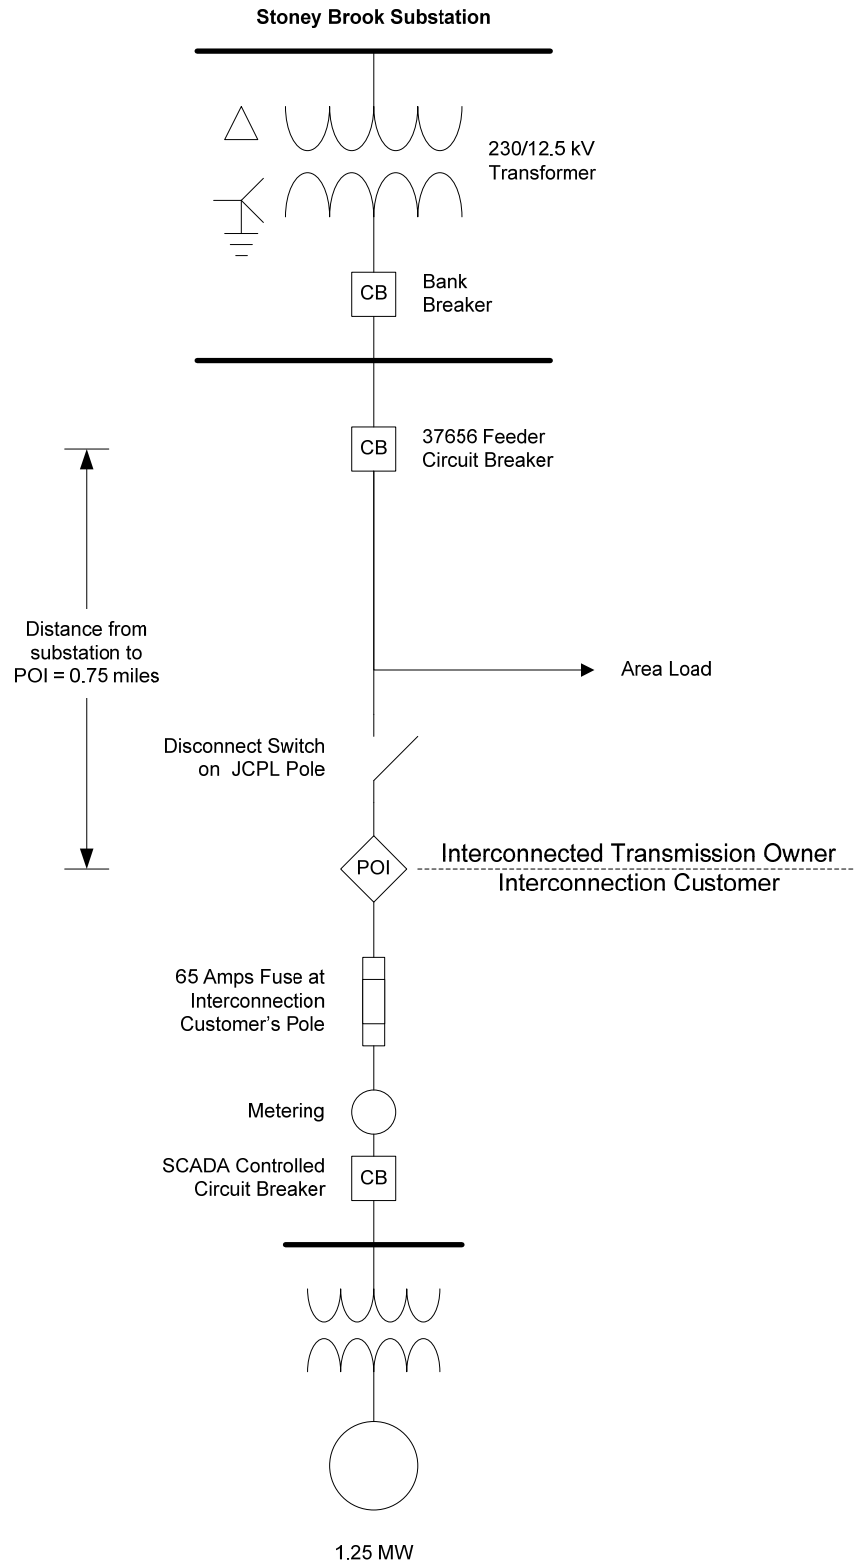 Stoney Brook Substation
230/12.5 kV
Transformer
CB
Bank
Breaker
CB
37656 Feeder
Circuit Breaker
Distance from
substation to
POI = 0.75 miles
Area Load
Disconnect Switch
on JCPL Pole
POI
Interconnected Transmission Owner
Interconnection Customer
65 Amps Fuse at
Interconnection
Customer's Pole
Metering
SCADA Controlled
Circuit Breaker
CB
1.25 MW